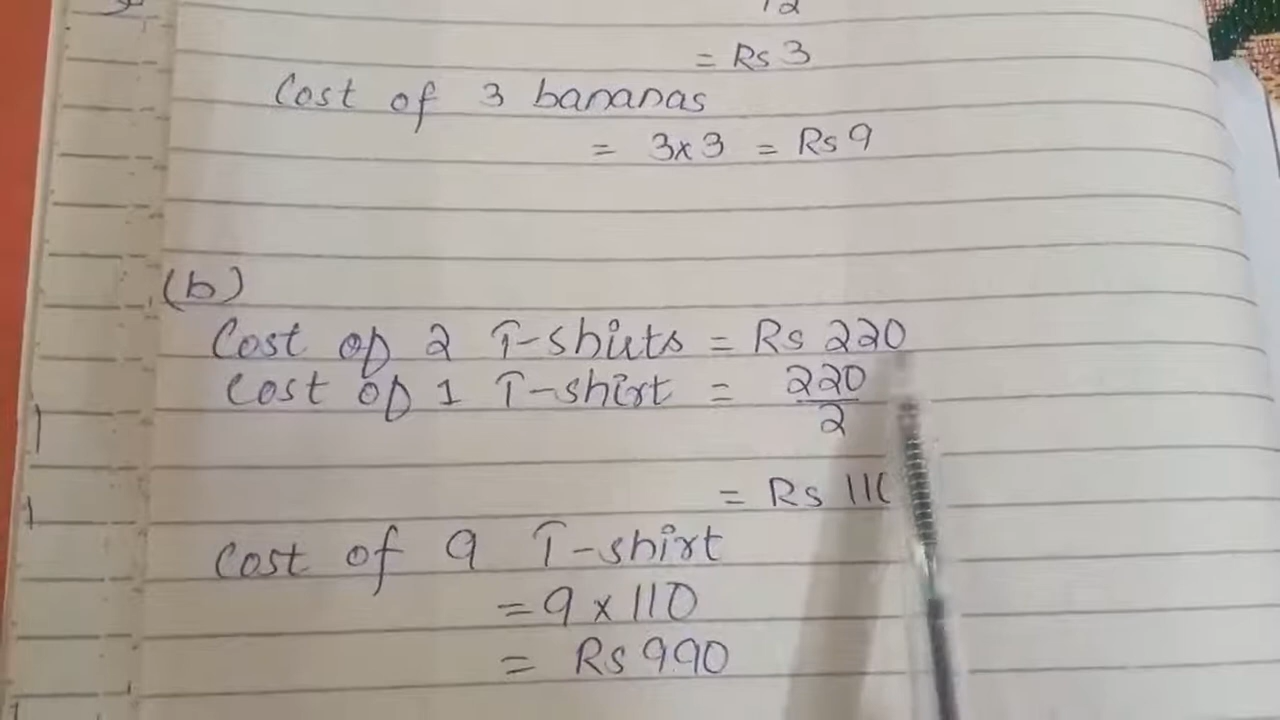 12
= Rs 3
Cost of 3 bananas
= 3x3 = Rs 9
(b)
Cost of 2 T-shirts = Rs 220
Cost of 1 T-shirt = 220
2
= Rs 110
Cost of 9 T-shirt
= 9 x 110
= Rs 990